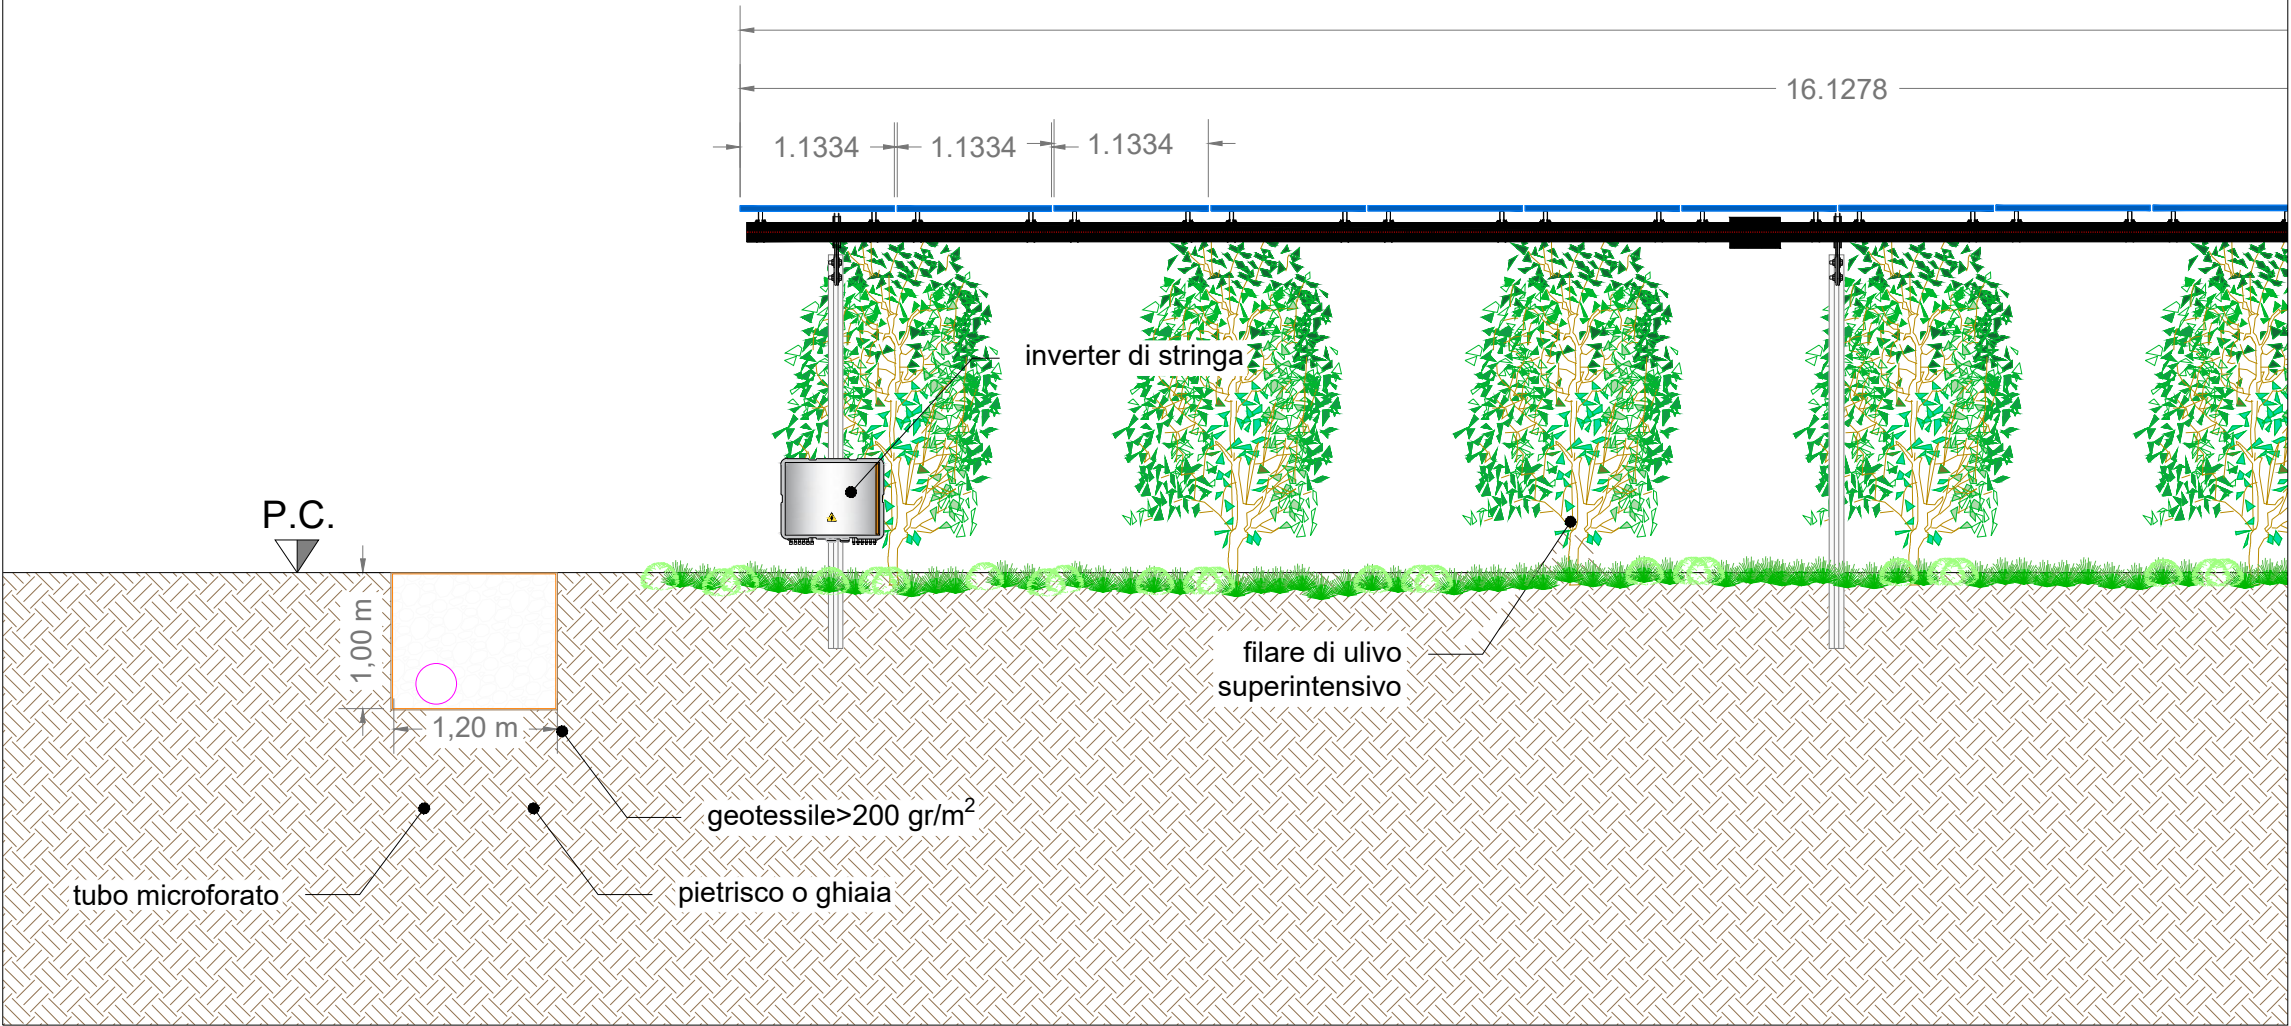 16.1278
1.1334
1.1334
1.1334
inverter di stringa
P.C.
1,00 m
1,20 m
filare di ulivo
superintensivo
geotessile>200 gr/m²
tubo microforato
pietrisco o ghiaia